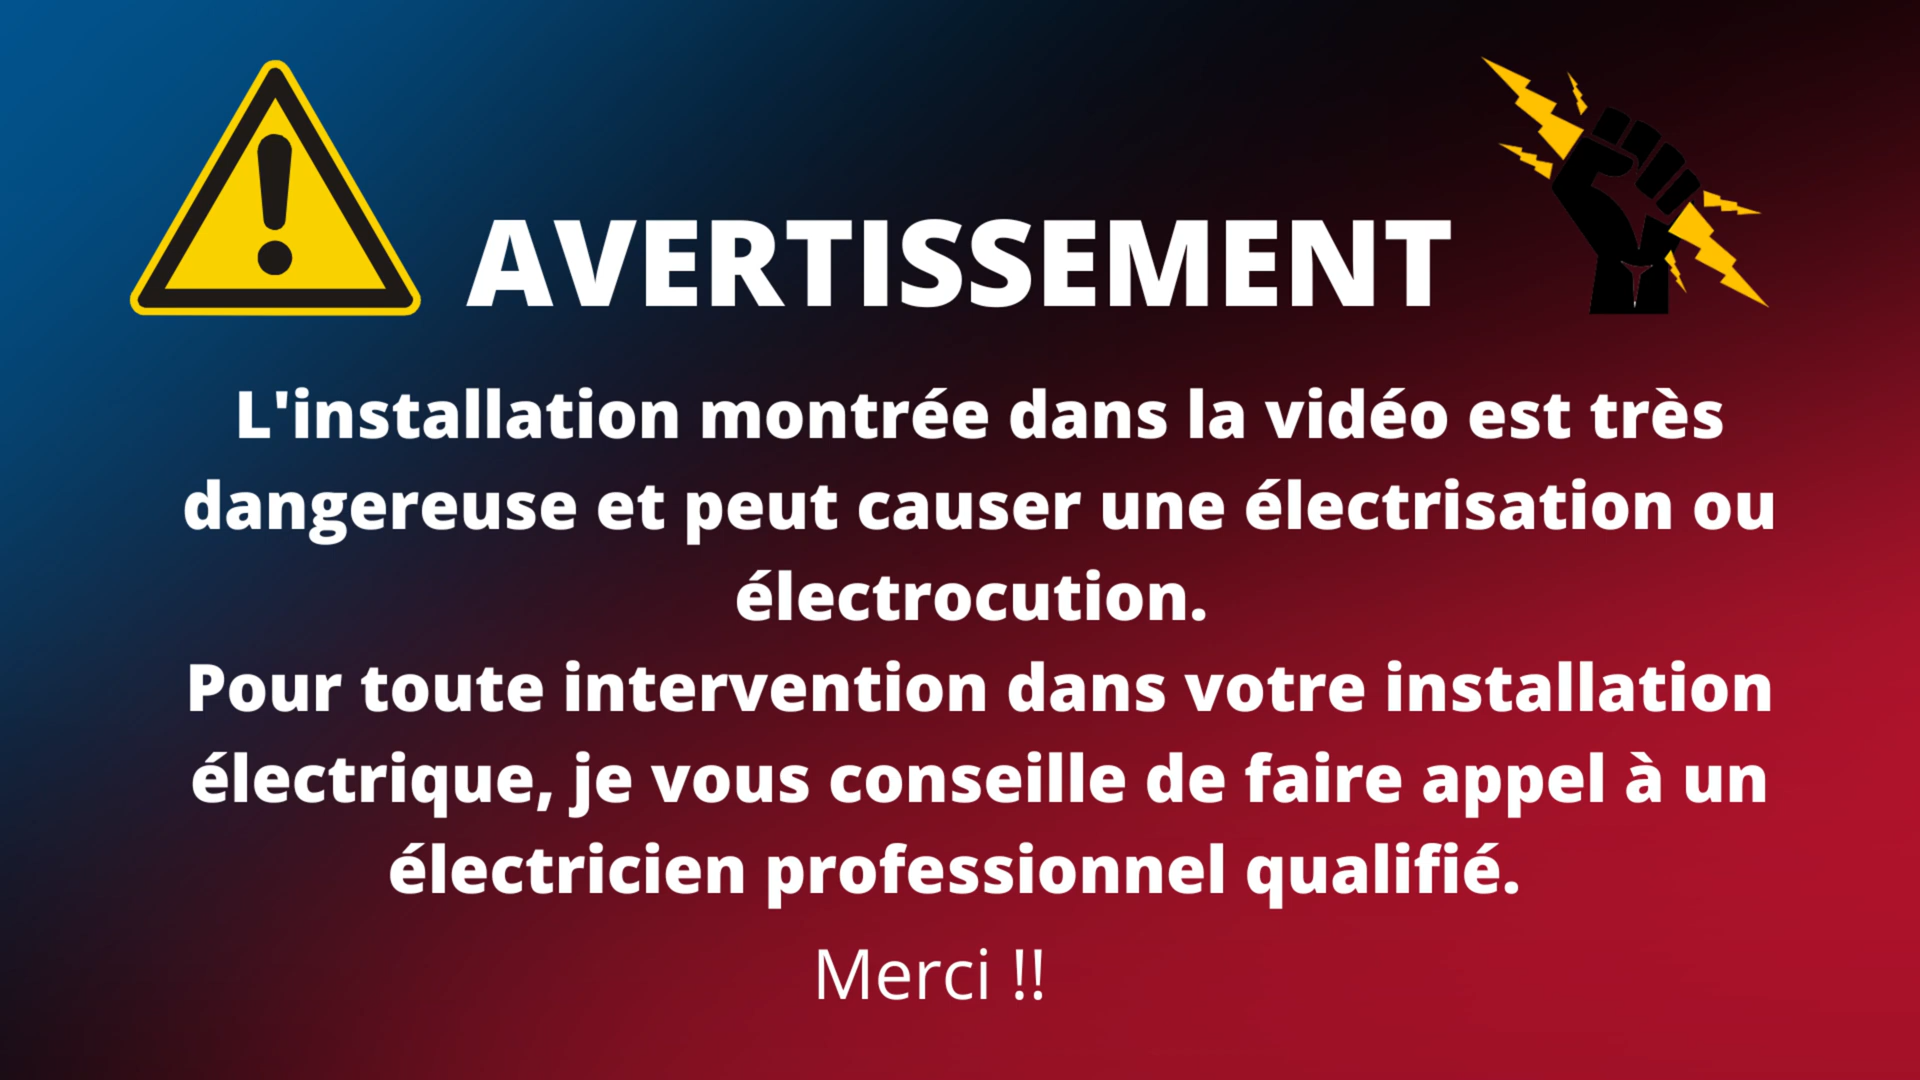 AVERTISSEMENT
L'installation montrée dans la vidéo est très
dangereuse et peut causer une électrisation ou
électrocution.
Pour toute intervention dans votre installation
électrique, je vous conseille de faire appel à un
électricien professionnel qualifié.
Merci !!